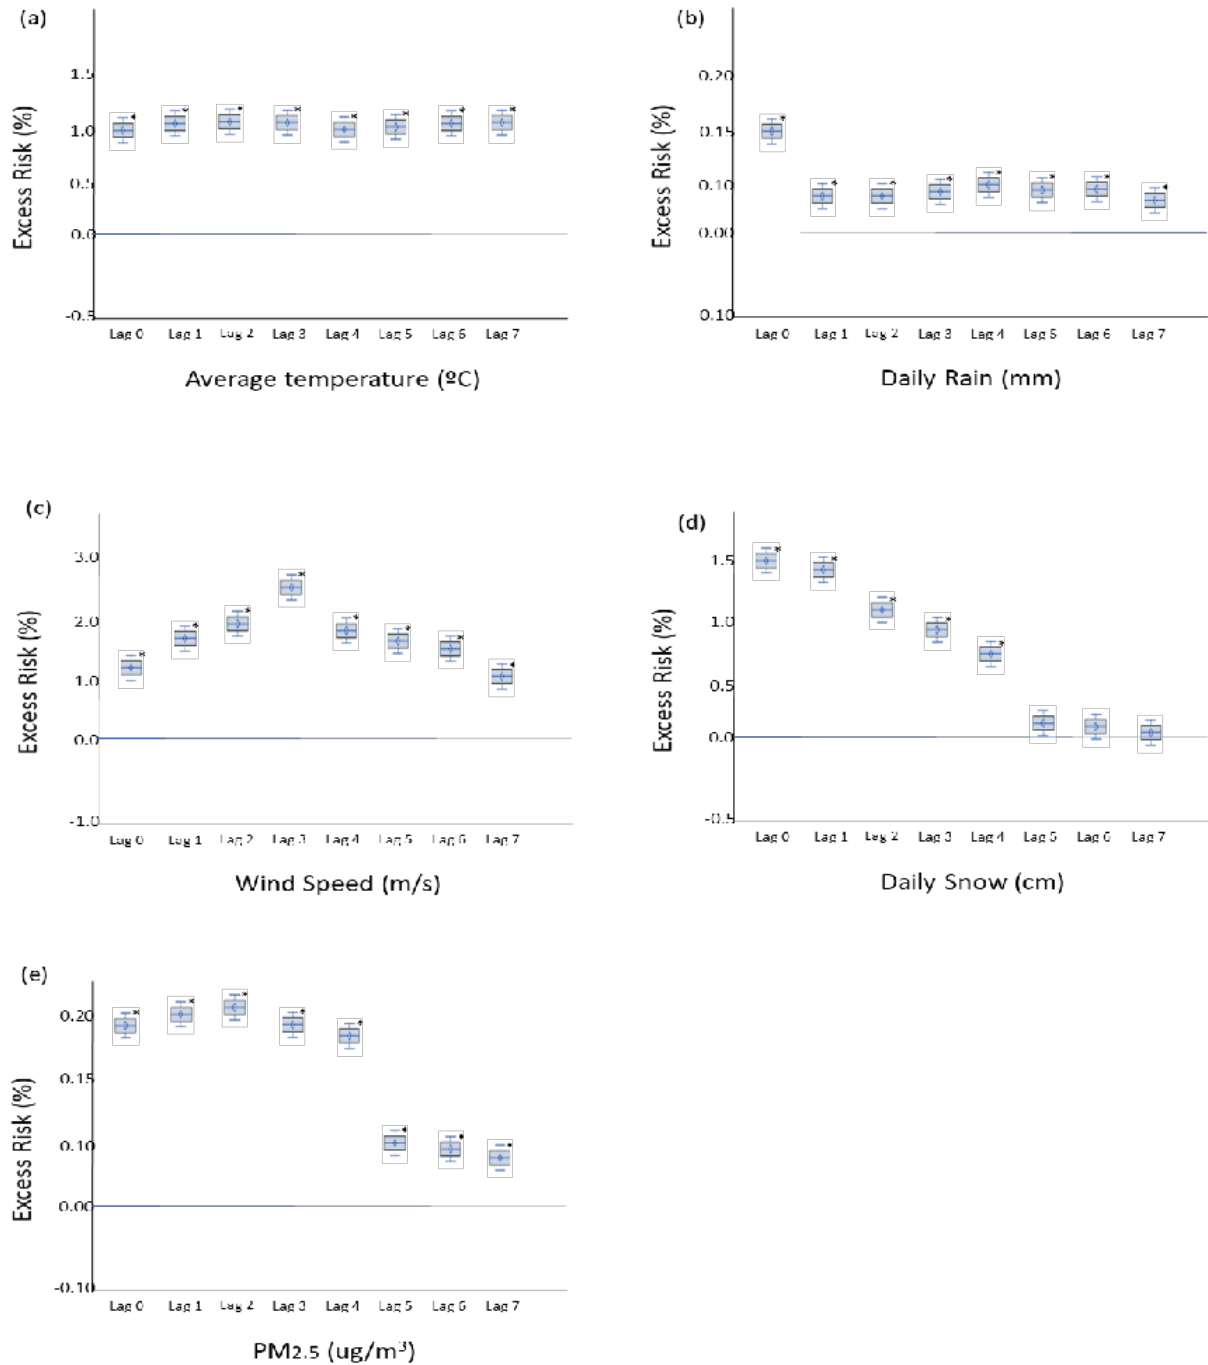 (a)
Excess Risk (%)
1.5
1.0
0.5
0.0
-0.5
Lag 0 Lag 1 Lag 2 Lag 3 Lag 4 Lag 5 Lag 6 Lag 7
Average temperature (ºC)
* * * * * * * *
(b)
Excess Risk (%)
0.20
0.15
0.10
0.00
0.10
Lag 0 Lag 1 Lag 2 Lag 3 Lag 4 Lag 5 Lag 6 Lag 7
Daily Rain (mm)
* * * * * * * *
(c)
Excess Risk (%)
3.0
2.0
1.0
0.0
-1.0
Lag 0 Lag 1 Lag 2 Lag 3 Lag 4 Lag 5 Lag 6 Lag 7
Wind Speed (m/s)
* * * * * * * *
(d)
Excess Risk (%)
1.5
1.0
0.5
0.0
-0.5
Lag 0 Lag 1 Lag 2 Lag 3 Lag 4 Lag 5 Lag 6 Lag 7
Daily Snow (cm)
* * * * *
(e)
Excess Risk (%)
0.20
0.15
0.10
0.00
-0.10
Lag 0 Lag 1 Lag 2 Lag 3 Lag 4 Lag 5 Lag 6 Lag 7
PM2.5 (ug/m³)
* * * * * * * *